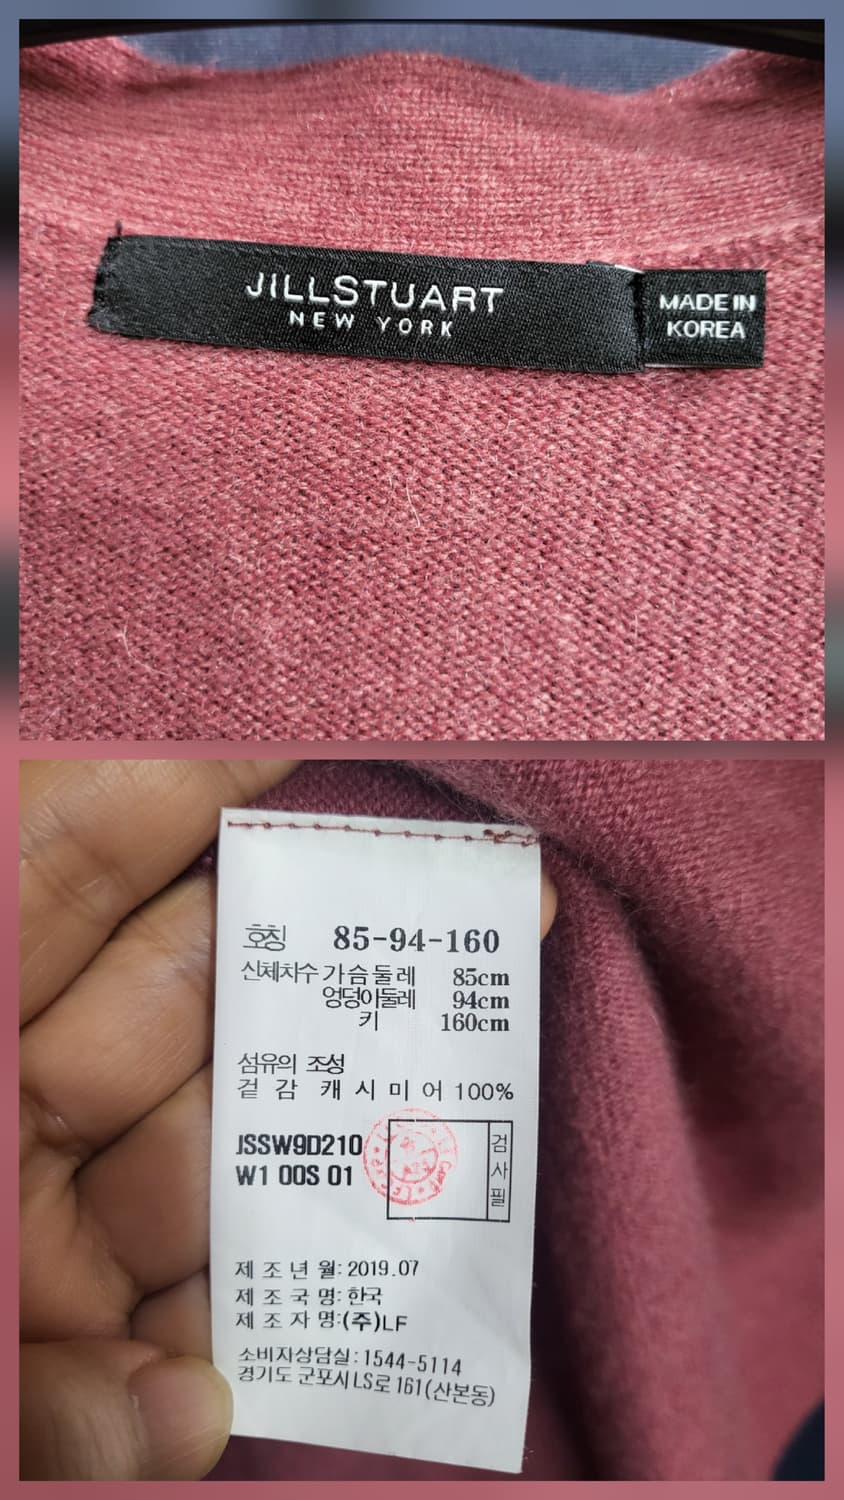 JILLSTUART
NEW YORK
MADE IN
KOREA
호칭 85-94-160
신체치수 가슴둘레 85cm
엉덩이둘레 94cm
키 160cm
섬유의 조성
겉감 캐시미어 100%
JSSW9D210
W1 00S 01
검사필
제조년월: 2019.07
제조국명: 한국
제조자명:(주)LF
소비자상담실:1544-5114
경기도 군포시LS로 161(산본동)